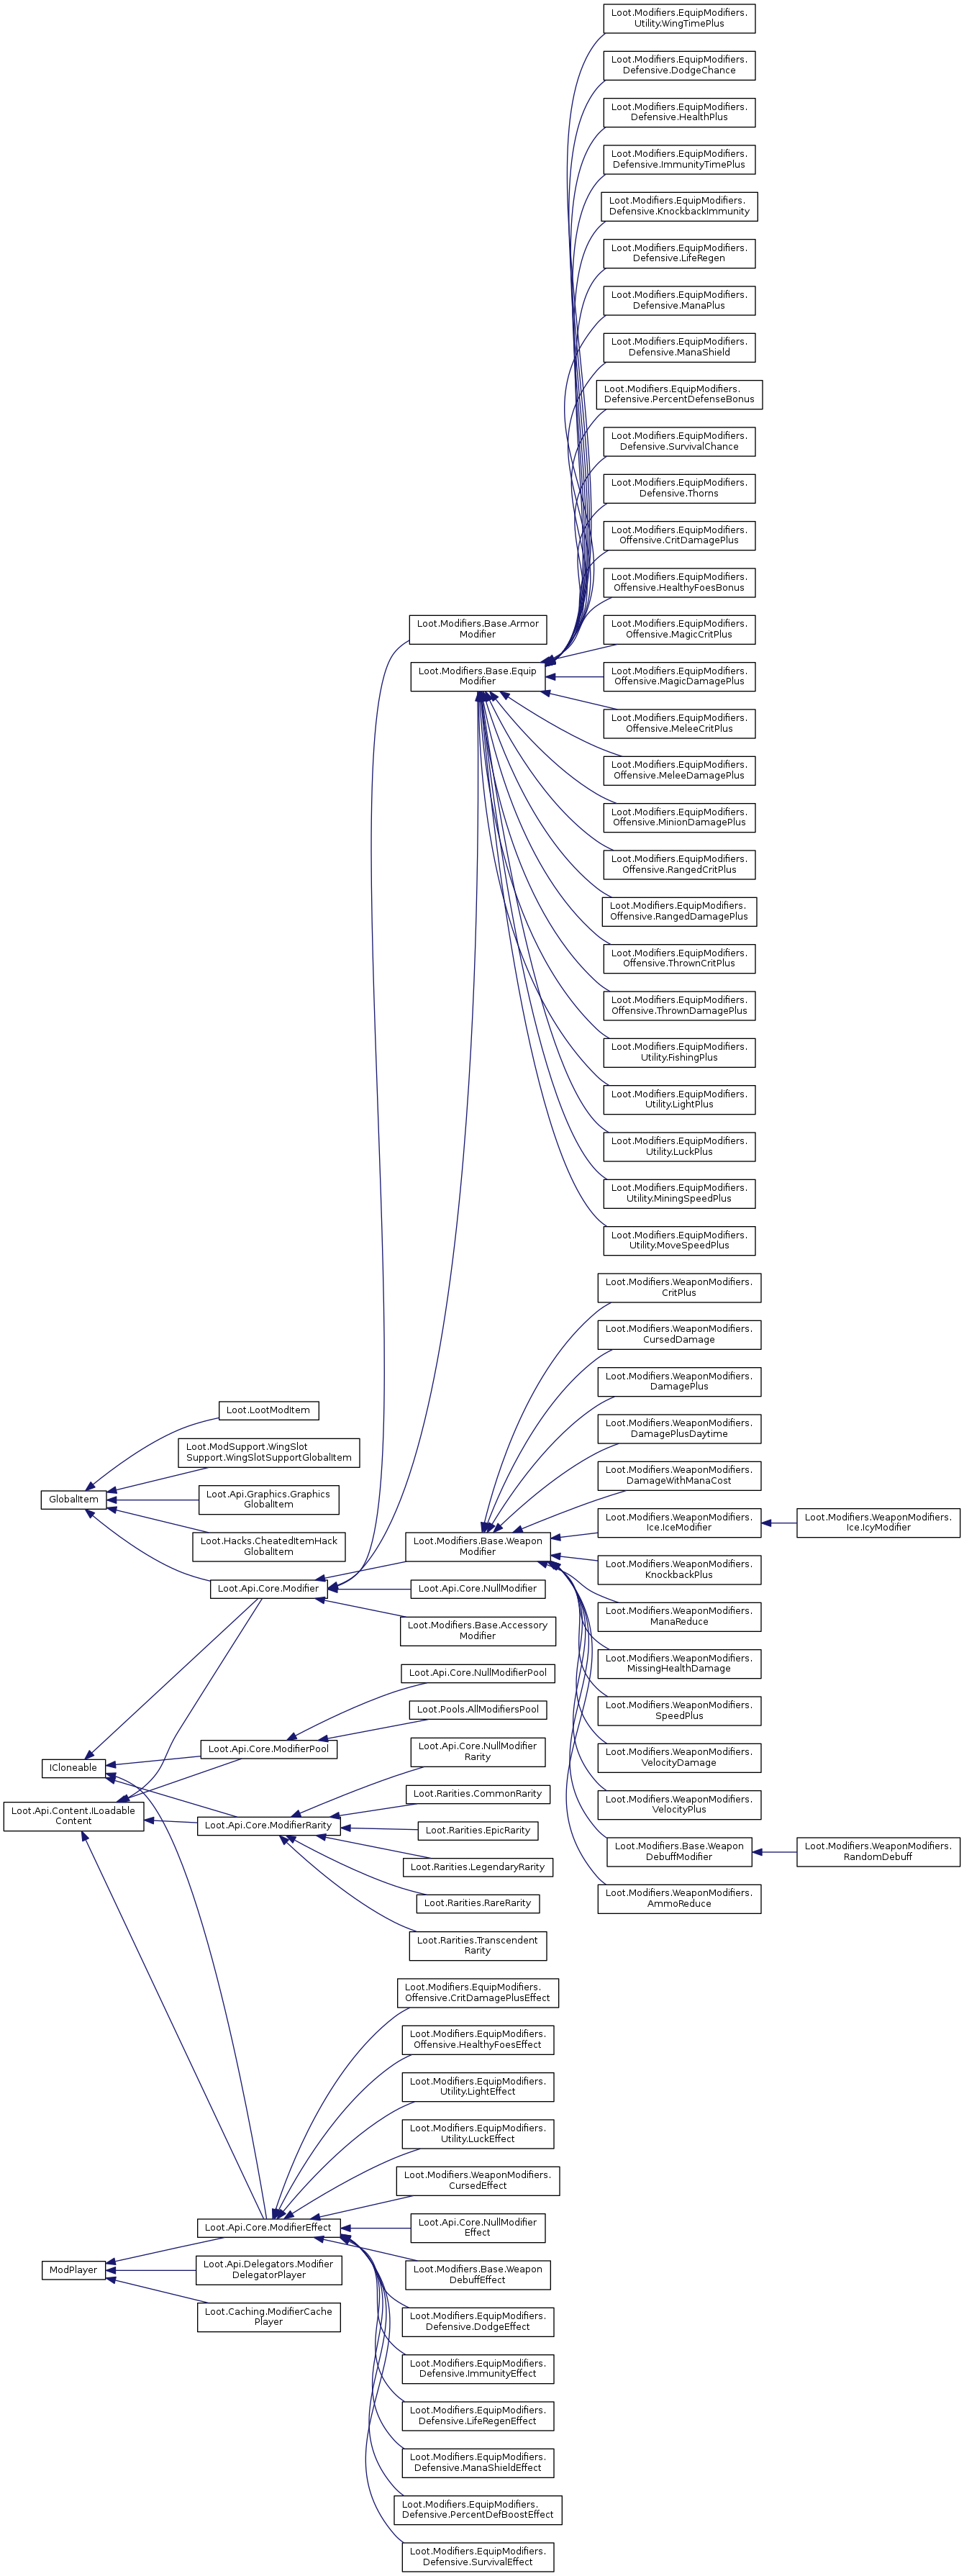 Loot.Modifiers.EquipModifiers.
Utility.WingTimePlus
Loot.Modifiers.EquipModifiers.
Defensive.DodgeChance
Loot.Modifiers.EquipModifiers.
Defensive.HealthPlus
Loot.Modifiers.EquipModifiers.
Defensive.ImmunityTimePlus
Loot.Modifiers.EquipModifiers.
Defensive.KnockbackImmunity
Loot.Modifiers.EquipModifiers.
Defensive.LifeRegen
Loot.Modifiers.EquipModifiers.
Defensive.ManaPlus
Loot.Modifiers.EquipModifiers.
Defensive.ManaShield
Loot.Modifiers.EquipModifiers.
Defensive.PercentDefenseBonus
Loot.Modifiers.EquipModifiers.
Defensive.SurvivalChance
Loot.Modifiers.EquipModifiers.
Defensive.Thorns
Loot.Modifiers.EquipModifiers.
Offensive.CritDamagePlus
Loot.Modifiers.EquipModifiers.
Offensive.HealthyFoesBonus
Loot.Modifiers.Base.Armor
Modifier
Loot.Modifiers.EquipModifiers.
Offensive.MagicCritPlus
Loot.Modifiers.Base.Equip
Modifier
Loot.Modifiers.EquipModifiers.
Offensive.MagicDamagePlus
Loot.Modifiers.EquipModifiers.
Offensive.MeleeCritPlus
Loot.Modifiers.EquipModifiers.
Offensive.MeleeDamagePlus
Loot.Modifiers.EquipModifiers.
Offensive.MinionDamagePlus
Loot.Modifiers.EquipModifiers.
Offensive.RangedCritPlus
Loot.Modifiers.EquipModifiers.
Offensive.RangedDamagePlus
Loot.Modifiers.EquipModifiers.
Offensive.ThrownCritPlus
Loot.Modifiers.EquipModifiers.
Offensive.ThrownDamagePlus
Loot.Modifiers.EquipModifiers.
Utility.FishingPlus
Loot.Modifiers.EquipModifiers.
Utility.LightPlus
Loot.Modifiers.EquipModifiers.
Utility.LuckPlus
Loot.Modifiers.EquipModifiers.
Utility.MiningSpeedPlus
Loot.Modifiers.EquipModifiers.
Utility.MoveSpeedPlus
Loot.Modifiers.WeaponModifiers.
CritPlus
Loot.Modifiers.WeaponModifiers.
CursedDamage
Loot.Modifiers.WeaponModifiers.
DamagePlus
Loot.LootModItem
Loot.Modifiers.WeaponModifiers.
DamagePlusDaytime
Loot.ModSupport.WingSlot
Support.WingSlotSupportGlobalItem
Loot.Modifiers.WeaponModifiers.
DamageWithManaCost
GlobalItem
Loot.Api.Graphics.Graphics
GlobalItem
Loot.Modifiers.WeaponModifiers.
Ice.IceModifier
Loot.Modifiers.WeaponModifiers.
Ice.IcyModifier
Loot.Hacks.CheatedItemHack
GlobalItem
Loot.Modifiers.Base.Weapon
Modifier
Loot.Modifiers.WeaponModifiers.
KnockbackPlus
Loot.Api.Core.Modifier
Loot.Api.Core.NullModifier
Loot.Modifiers.WeaponModifiers.
ManaReduce
Loot.Modifiers.Base.Accessory
Modifier
Loot.Modifiers.WeaponModifiers.
MissingHealthDamage
Loot.Api.Core.NullModifierPool
Loot.Modifiers.WeaponModifiers.
SpeedPlus
Loot.Pools.AllModifiersPool
Loot.Api.Core.ModifierPool
Loot.Api.Core.NullModifier
Rarity
Loot.Modifiers.WeaponModifiers.
VelocityDamage
ICloneable
Loot.Rarities.CommonRarity
Loot.Modifiers.WeaponModifiers.
VelocityPlus
Loot.Api.Content.ILoadable
Content
Loot.Api.Core.ModifierRarity
Loot.Rarities.EpicRarity
Loot.Modifiers.Base.Weapon
DebuffModifier
Loot.Modifiers.WeaponModifiers.
RandomDebuff
Loot.Rarities.LegendaryRarity
Loot.Rarities.RareRarity
Loot.Modifiers.WeaponModifiers.
AmmoReduce
Loot.Rarities.Transcendent
Rarity
Loot.Modifiers.EquipModifiers.
Offensive.CritDamagePlusEffect
Loot.Modifiers.EquipModifiers.
Offensive.HealthyFoesEffect
Loot.Modifiers.EquipModifiers.
Utility.LightEffect
Loot.Modifiers.EquipModifiers.
Utility.LuckEffect
Loot.Modifiers.WeaponModifiers.
CursedEffect
Loot.Api.Core.ModifierEffect
Loot.Api.Core.NullModifier
Effect
ModPlayer
Loot.Api.Delegators.Modifier
DelegatorPlayer
Loot.Modifiers.Base.Weapon
DebuffEffect
Loot.Caching.ModifierCache
Player
Loot.Modifiers.EquipModifiers.
Defensive.DodgeEffect
Loot.Modifiers.EquipModifiers.
Defensive.ImmunityEffect
Loot.Modifiers.EquipModifiers.
Defensive.LifeRegenEffect
Loot.Modifiers.EquipModifiers.
Defensive.ManaShieldEffect
Loot.Modifiers.EquipModifiers.
Defensive.PercentDefBoostEffect
Loot.Modifiers.EquipModifiers.
Defensive.SurvivalEffect